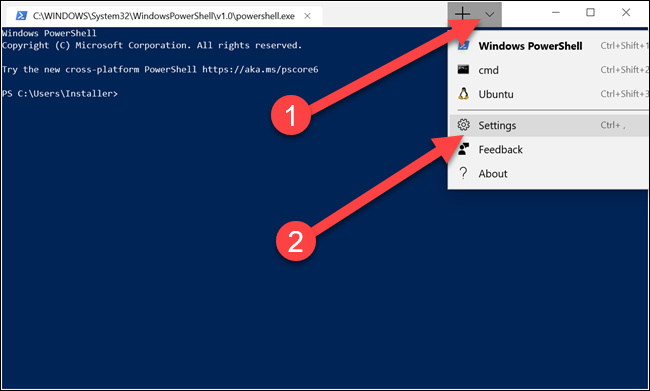 C:\WINDOWS\System32\WindowsPowerShell\v1.0\powershell.exe
Windows PowerShell
Copyright (C) Microsoft Corporation. All rights reserved.
Try the new cross-platform PowerShell https://aka.ms/pscore6
PS C:\Users\Installer>
Windows PowerShell Ctrl+Shift+1
cmd Ctrl+Shift+2
Ubuntu Ctrl+Shift+3
Settings Ctrl+ ,
Feedback
? About
1
2